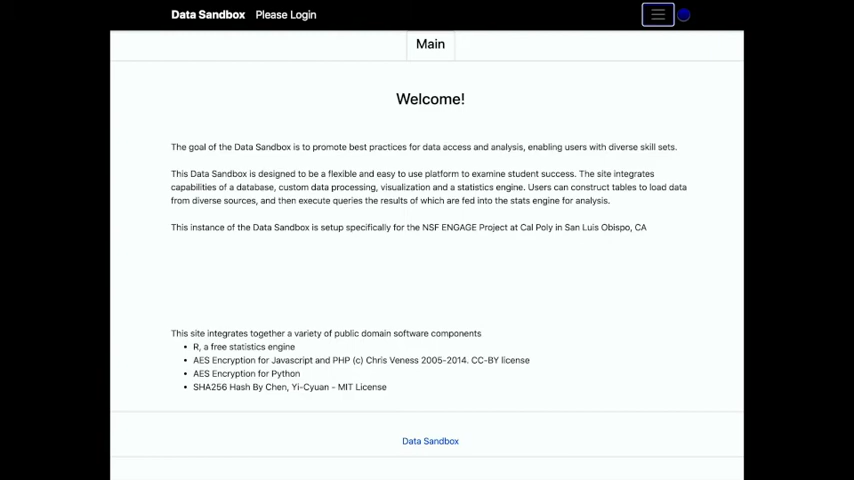 Data Sandbox Please Login
Main
Welcome!
The goal of the Data Sandbox is to promote best practices for data access and analysis, enabling users with diverse skill sets.
This Data Sandbox is designed to be a flexible and easy to use platform to examine student success. The site integrates
capabilities of a database, custom data processing, visualization and a statistics engine. Users can construct tables to load data
from diverse sources, and then execute queries the results of which are fed into the stats engine for analysis.
This instance of the Data Sandbox is setup specifically for the NSF ENGAGE Project at Cal Poly in San Luis Obispo, CA
This site integrates together a variety of public domain software components
• R, a free statistics engine
• AES Encryption for Javascript and PHP (c) Chris Veness 2005-2014. CC-BY license
• AES Encryption for Python
• SHA256 Hash By Chen, Yi-Cyuan - MIT License
Data Sandbox